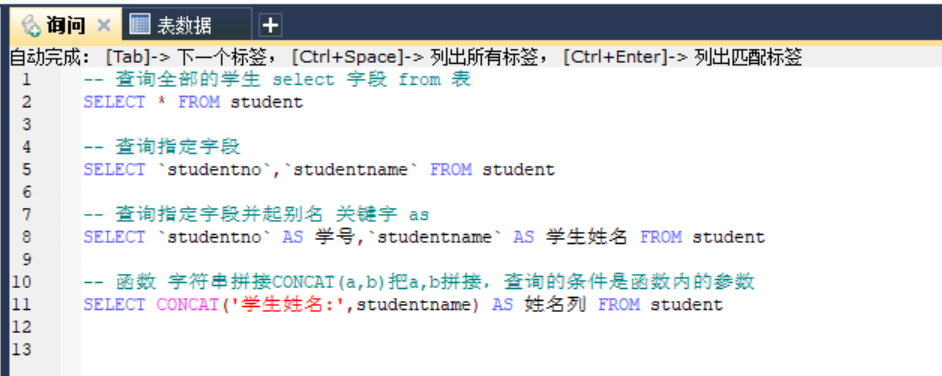 询问 × 表数据 +
自动完成: [Tab]-> 下一个标签, [Ctrl+Space]-> 列出所有标签, [Ctrl+Enter]-> 列出匹配标签
1 -- 查询全部的学生 select 字段 from 表
2 SELECT * FROM student
3
4 -- 查询指定字段
5 SELECT `studentno`,`studentname` FROM student
6
7 -- 查询指定字段并起别名 关键字 as
8 SELECT `studentno` AS 学号,`studentname` AS 学生姓名 FROM student
9
10 -- 函数 字符串拼接CONCAT(a,b)把a,b拼接，查询的条件是函数内的参数
11 SELECT CONCAT('学生姓名:',studentname) AS 姓名列 FROM student
12
13